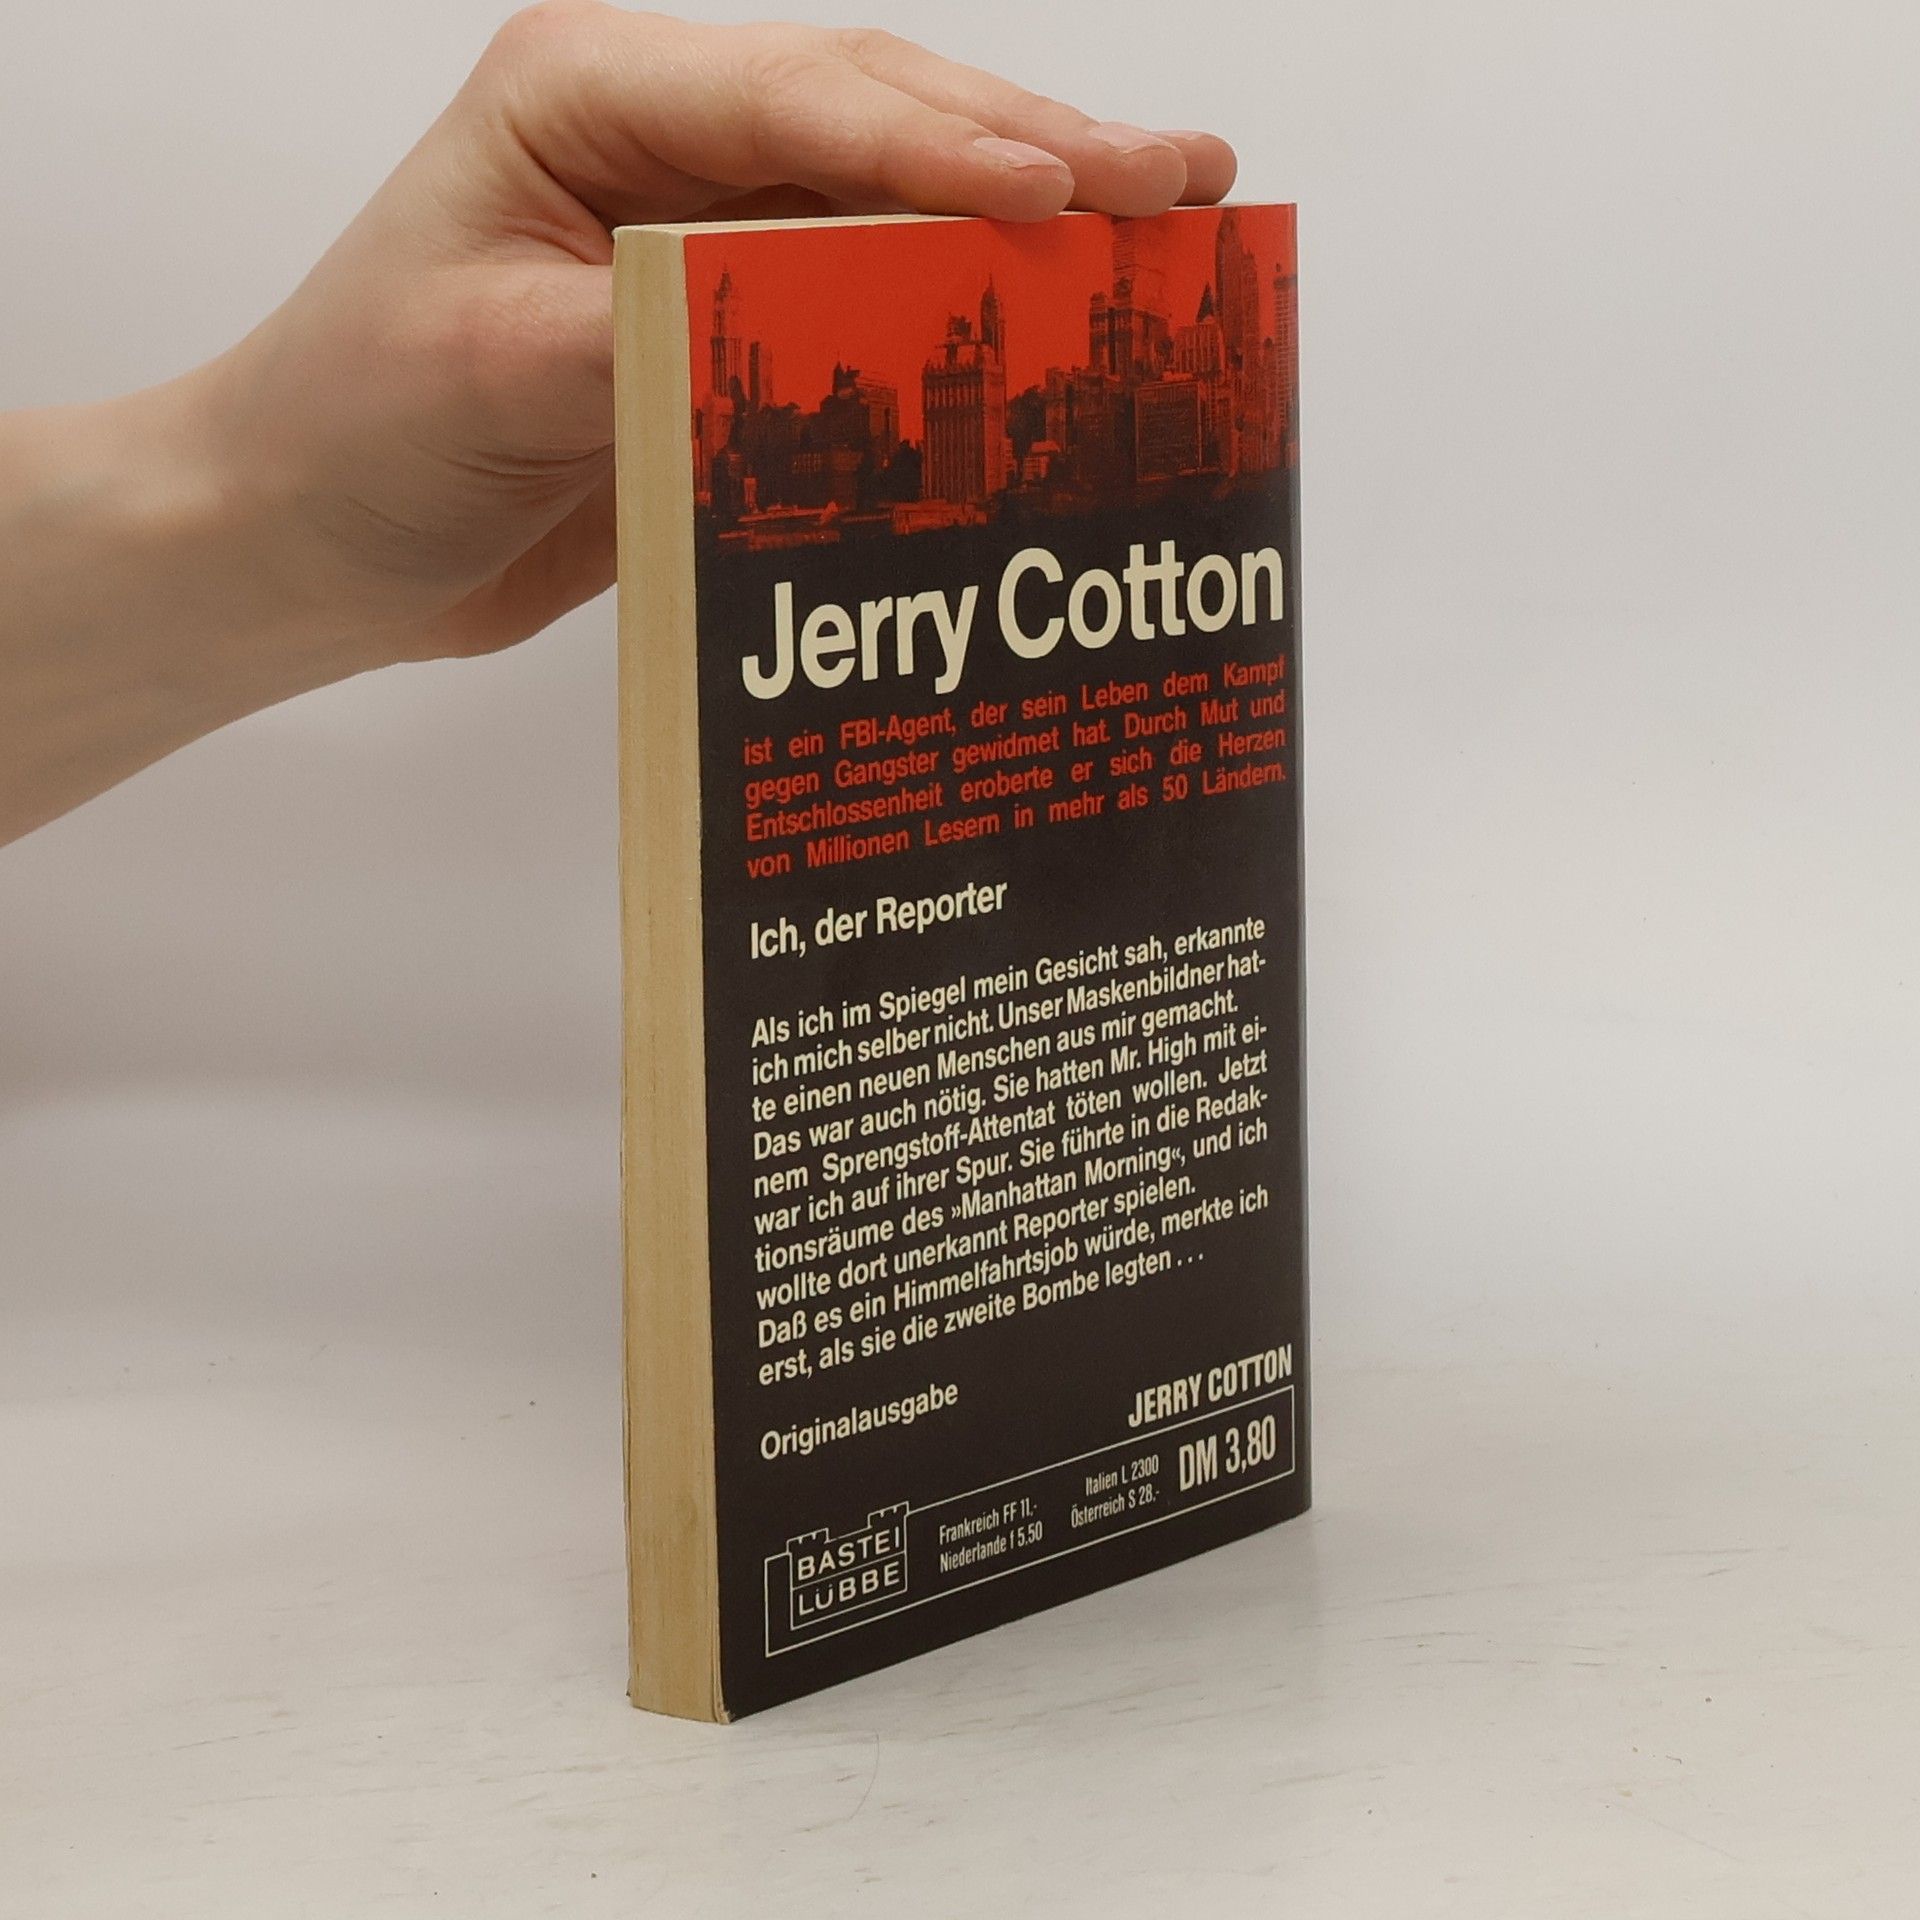 Jerry Cotton
ist ein FBI-Agent, der sein Leben dem Kampf
gegen Gangster gewidmet hat. Durch Mut und
Entschlossenheit eroberte er sich die Herzen
von Millionen Lesern in mehr als 50 Ländern.
Ich, der Reporter
Als ich im Spiegel mein Gesicht sah, erkannte
ich mich selber nicht. Unser Maskenbildner hat-
te einen neuen Menschen aus mir gemacht.
Das war auch nötig. Sie hatten Mr. High mit ei-
nem Sprengstoff-Attentat töten wollen. Jetzt
war ich auf ihrer Spur. Sie führte in die Redak-
tionsräume des »Manhattan Morning«, und ich
wollte dort unerkannt Reporter spielen.
Daß es ein Himmelfahrtsjob würde, merkte ich
erst, als sie die zweite Bombe legten . . .
Originalausgabe
JERRY COTTON
BASTEI
LÜBBE
Frankreich FF 11,-
Niederlande f 5,50
Italien L 2300
Österreich S 28,-
DM 3,80